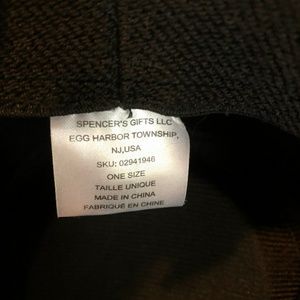 SPENCER'S GIFTS LLC
EGG HARBOR TOWNSHIP,
NJ,USA
SKU: 02941946
ONE SIZE
TAILLE UNIQUE
MADE IN CHINA
FABRIQUÉ EN CHINE